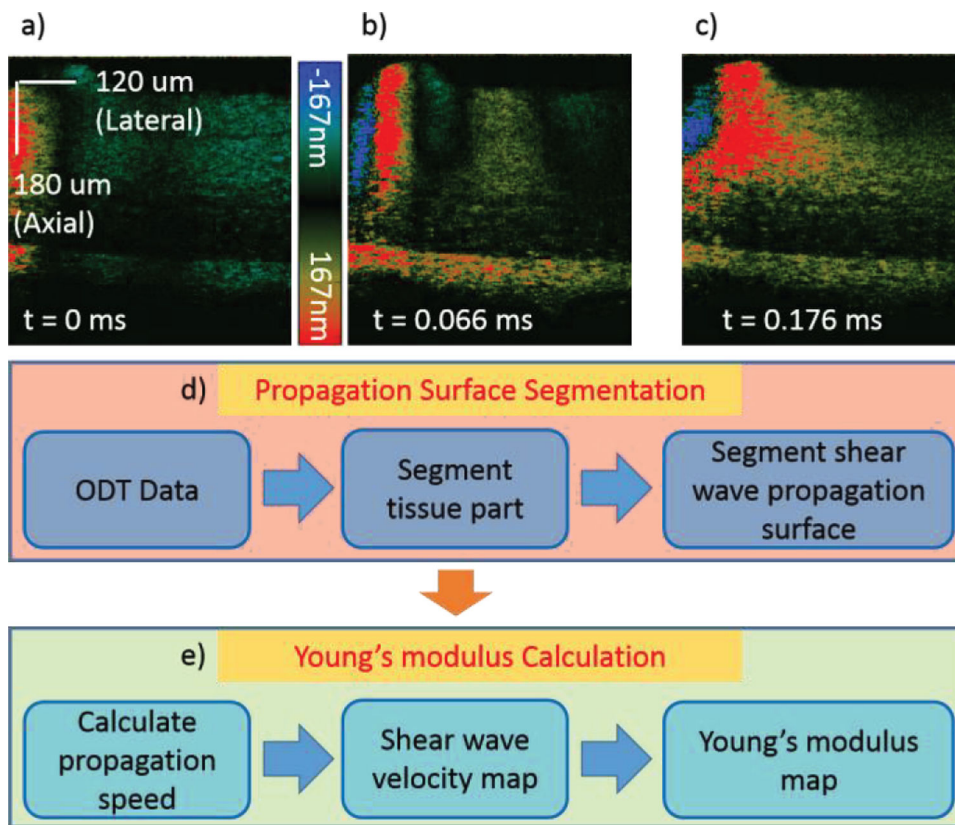 a)
b)
c)
120 um
(Lateral)
180 um
(Axial)
-167nm
167nm
t = 0 ms
t = 0.066 ms
t = 0.176 ms
d)
Propagation Surface Segmentation
ODT Data
Segment
tissue part
Segment shear
wave propagation
surface
e)
Young’s modulus Calculation
Calculate
propagation
speed
Shear wave
velocity map
Young’s modulus
map